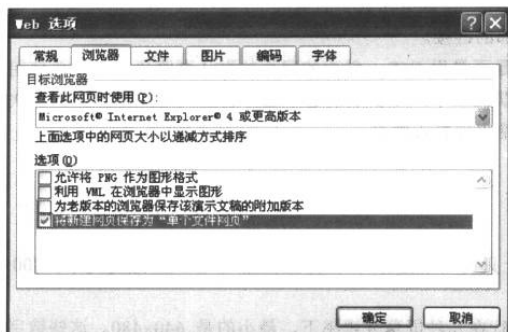 Web 选项
常规 浏览器 文件 图片 编码 字体
目标浏览器
查看此网页时使用(P):
Microsoft® Internet Explorer® 4 或更高版本
上面选项中的网页大小以递减方式排序
选项(O)
允许将 PNG 作为图形格式
利用 VML 在浏览器中显示图形
为老版本的浏览器保存该演示文稿的附加版本
将新建网页保存为“单个文件网页”
确定 取消